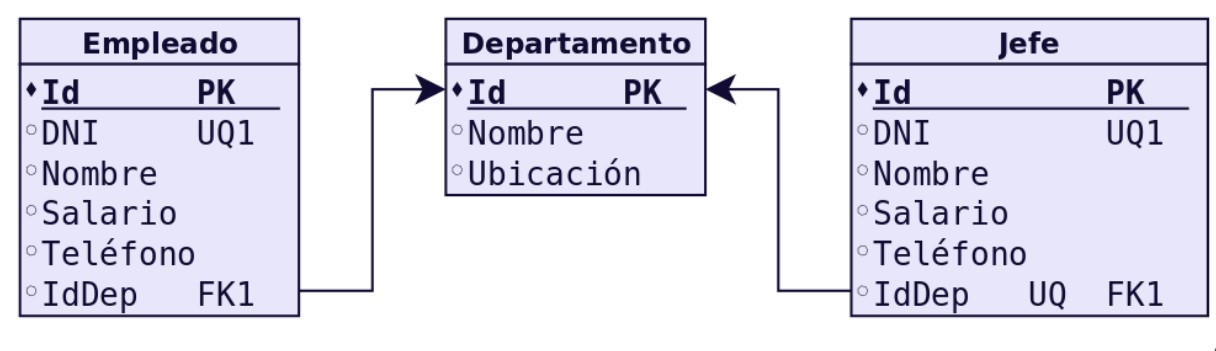 Empleado
Id PK
DNI UQ1
Nombre
Salario
Teléfono
IdDep FK1
Departamento
Id PK
Nombre
Ubicación
Jefe
Id PK
DNI UQ1
Nombre
Salario
Teléfono
IdDep UQ FK1